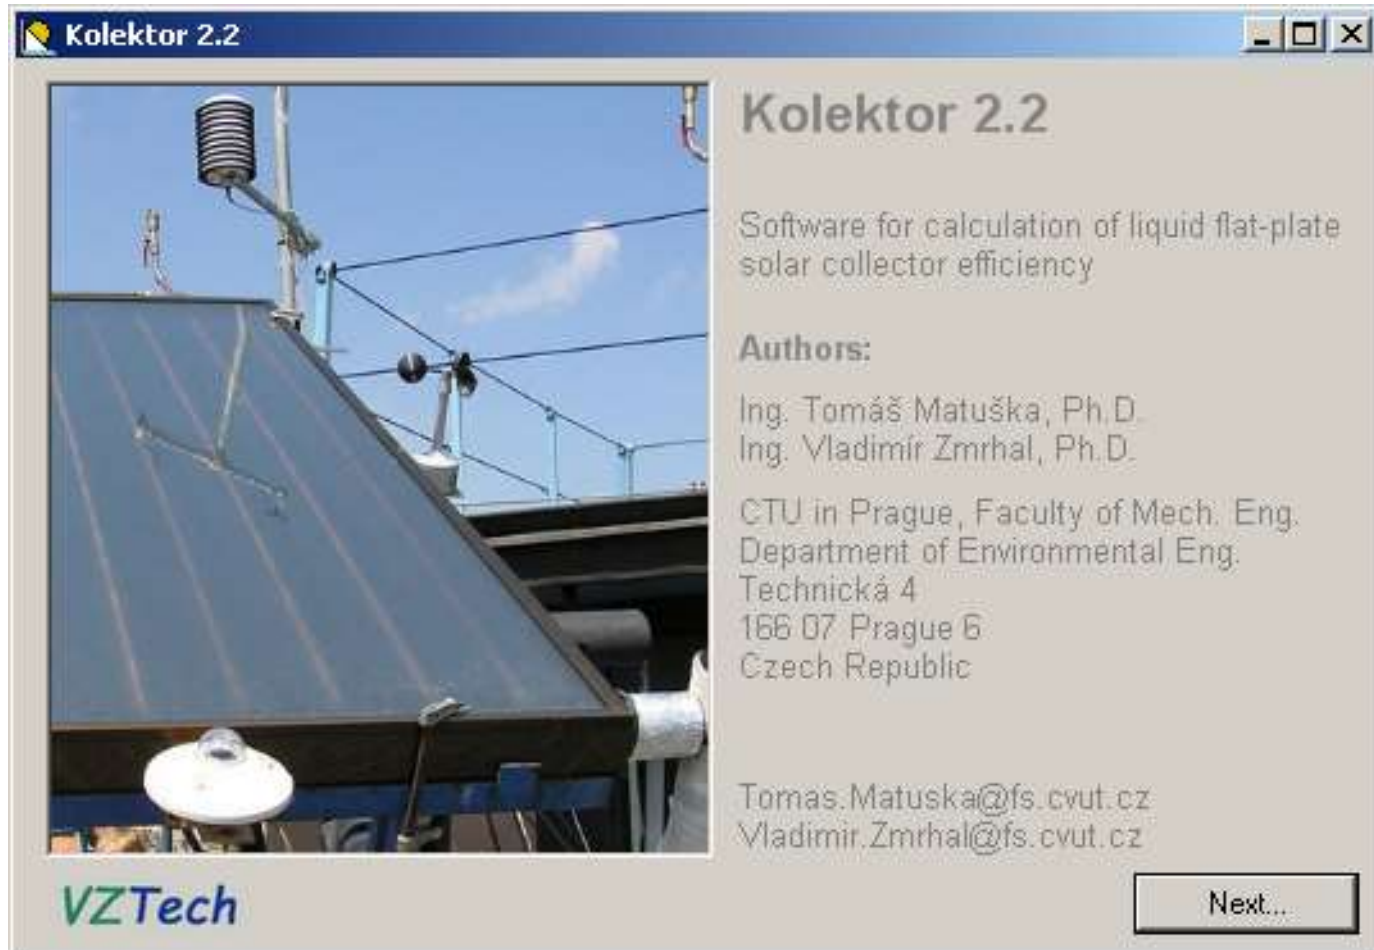 Kolektor 2.2
Kolektor 2.2
Software for calculation of liquid flat-plate
solar collector efficiency
Authors:
Ing. Tomáš Matuška, Ph.D.
Ing. Vladimír Zmrhal, Ph.D.
CTU in Prague, Faculty of Mech. Eng.
Department of Environmental Eng.
Technická 4
166 07 Prague 6
Czech Republic
Tomas.Matuska@fs.cvut.cz
Vladimir.Zmrhal@fs.cvut.cz
VZTech
Next...